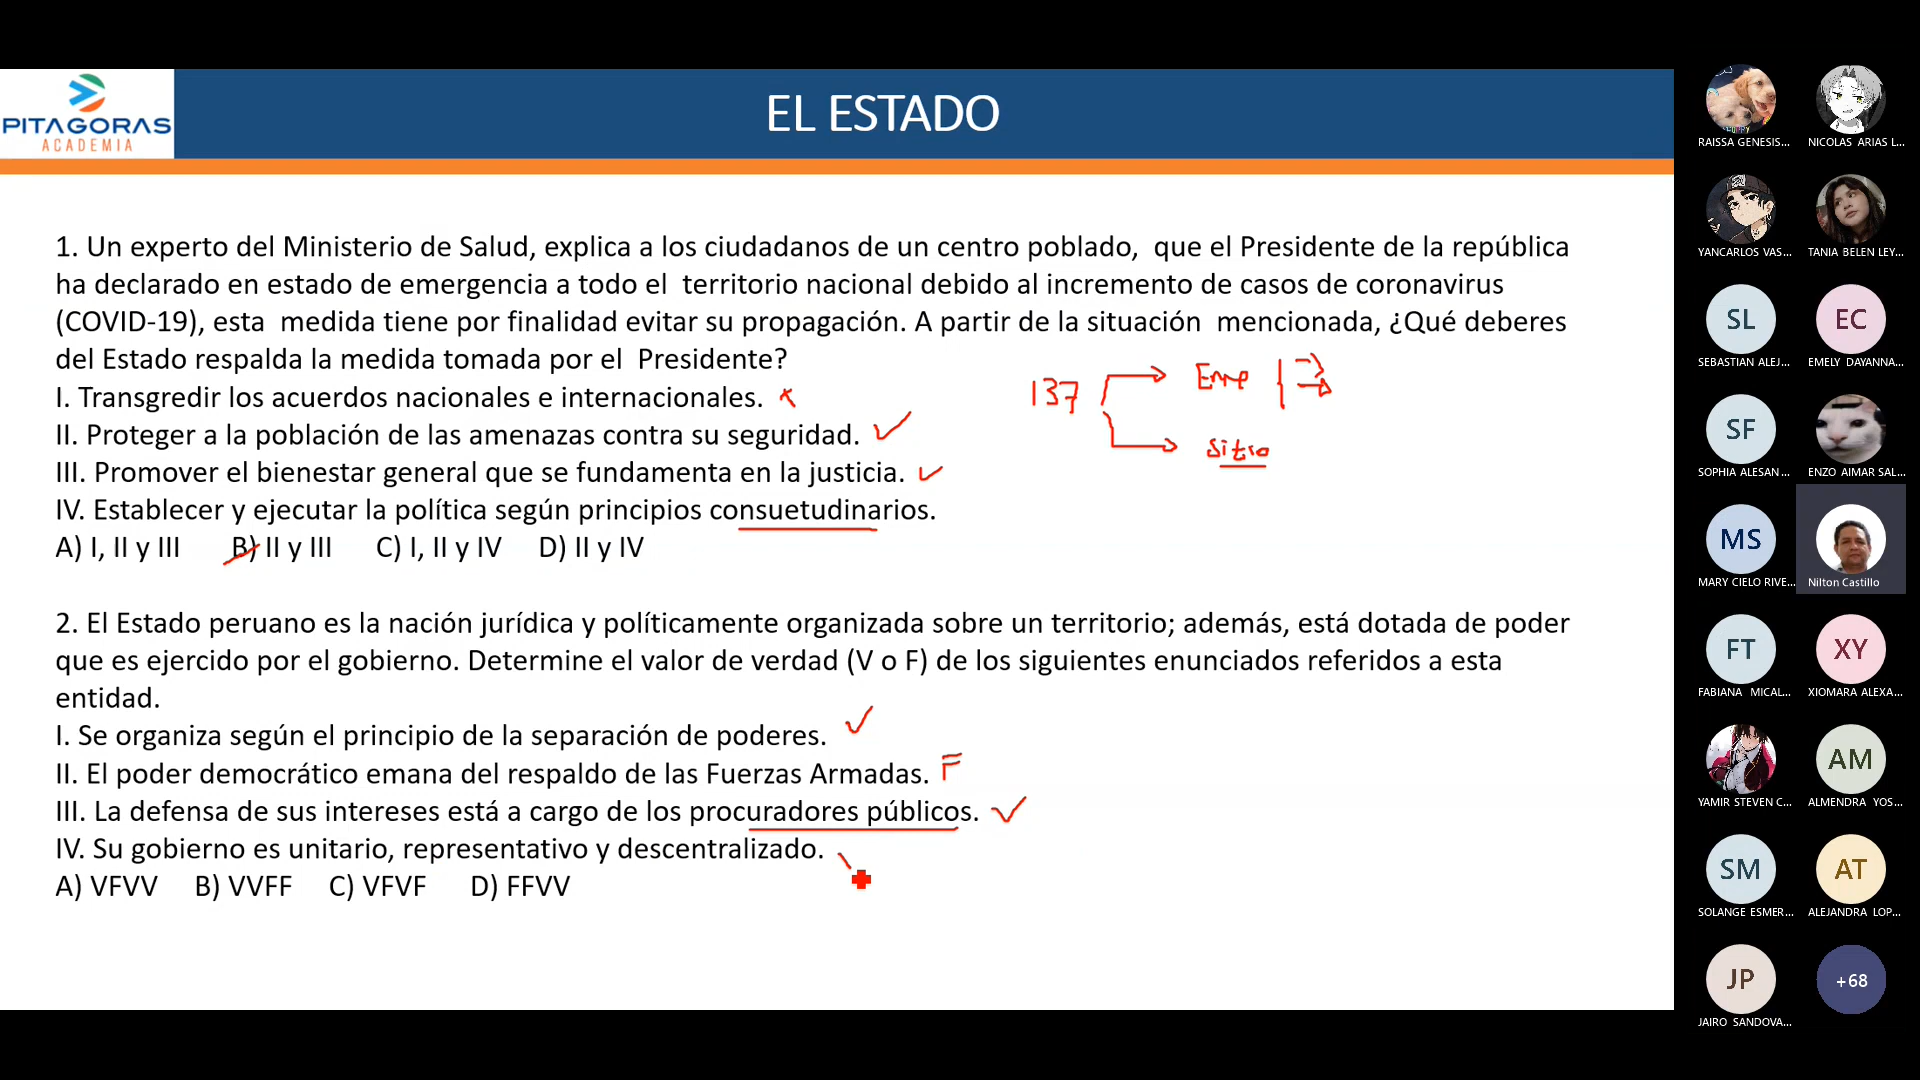 PITAGORAS
ACADEMIA
EL ESTADO
1. Un experto del Ministerio de Salud, explica a los ciudadanos de un centro poblado, que el Presidente de la república
ha declarado en estado de emergencia a todo el territorio nacional debido al incremento de casos de coronavirus
(COVID-19), esta medida tiene por finalidad evitar su propagación. A partir de la situación mencionada, ¿Qué deberes
del Estado respalda la medida tomada por el Presidente?
I. Transgredir los acuerdos nacionales e internacionales.
II. Proteger a la población de las amenazas contra su seguridad.
III. Promover el bienestar general que se fundamenta en la justicia.
IV. Establecer y ejecutar la política según principios consuetudinarios.
A) I, II y III B) II y III C) I, II y IV D) II y IV
137
Eme
Sitio
2. El Estado peruano es la nación jurídica y políticamente organizada sobre un territorio; además, está dotada de poder
que es ejercido por el gobierno. Determine el valor de verdad (V o F) de los siguientes enunciados referidos a esta
entidad.
I. Se organiza según el principio de la separación de poderes.
II. El poder democrático emana del respaldo de las Fuerzas Armadas. F
III. La defensa de sus intereses está a cargo de los procuradores públicos.
IV. Su gobierno es unitario, representativo y descentralizado.
A) VFVV B) VVFF C) VFVF D) FFVV
RAISSA GENESIS...
NICOLAS ARIAS L...
YANCARLOS VAS...
TANIA BELEN LEY...
SL
SEBASTIAN ALEJ...
EC
EMELY DAYANNA...
SF
SOPHIA ALESAN...
ENZO AIMAR SAL...
MS
MARY CIELO RIVE...
Nilton Castillo
FT
FABIANA MICAL...
XY
XIOMARA ALEXA...
YAMIR STEVEN C...
AM
ALMENDRA YOS...
SM
SOLANGE ESMER...
AT
ALEJANDRA LOP...
JP
JAIRO SANDOVA...
+68